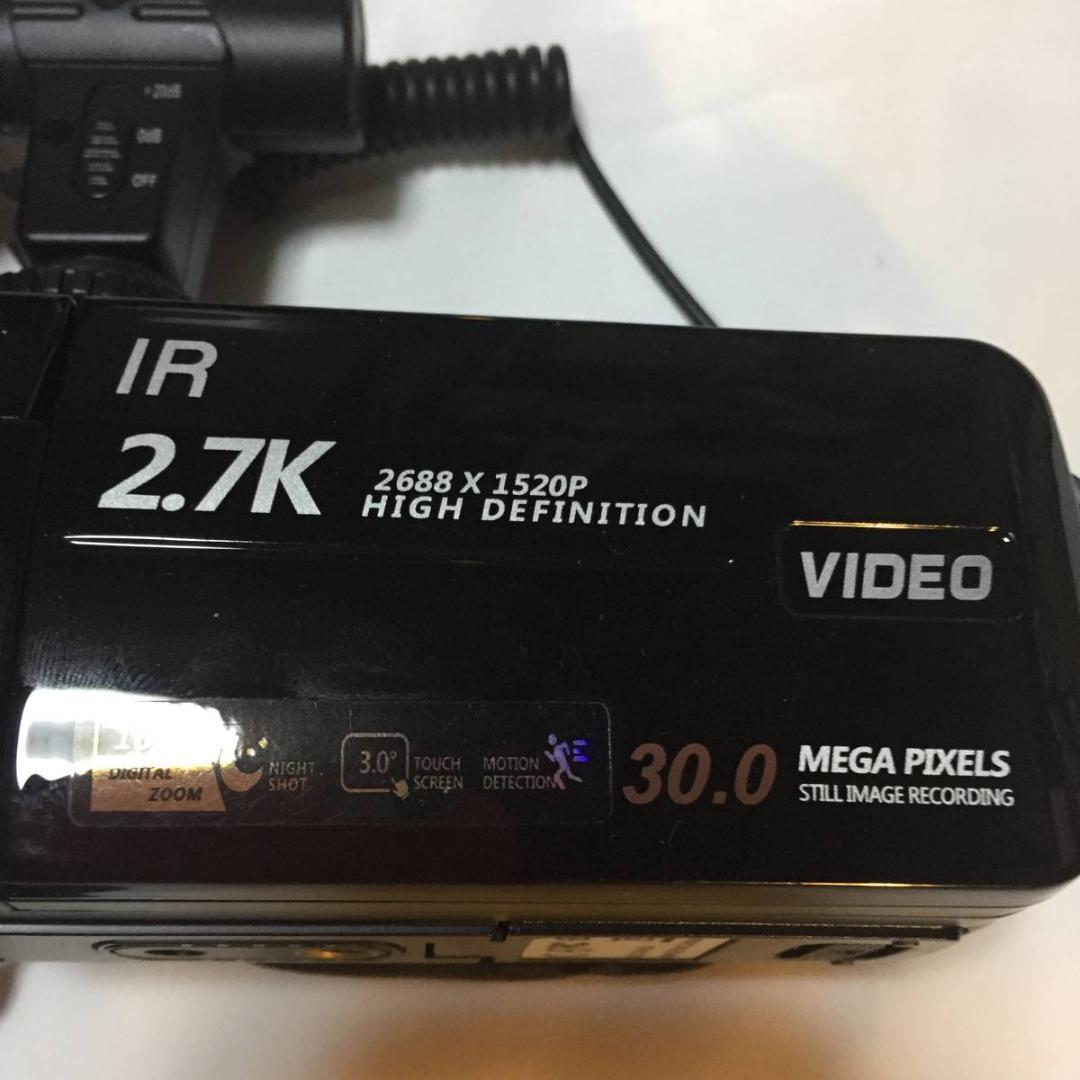 +20dB
0dB
OFF
IR
2.7K
2688 X 1520P
HIGH DEFINITION
VIDEO
DIGITAL
ZOOM
NIGHT
SHOT
3.0°
TOUCH
SCREEN
MOTION
DETECTION
30.0
MEGA PIXELS
STILL IMAGE RECORDING